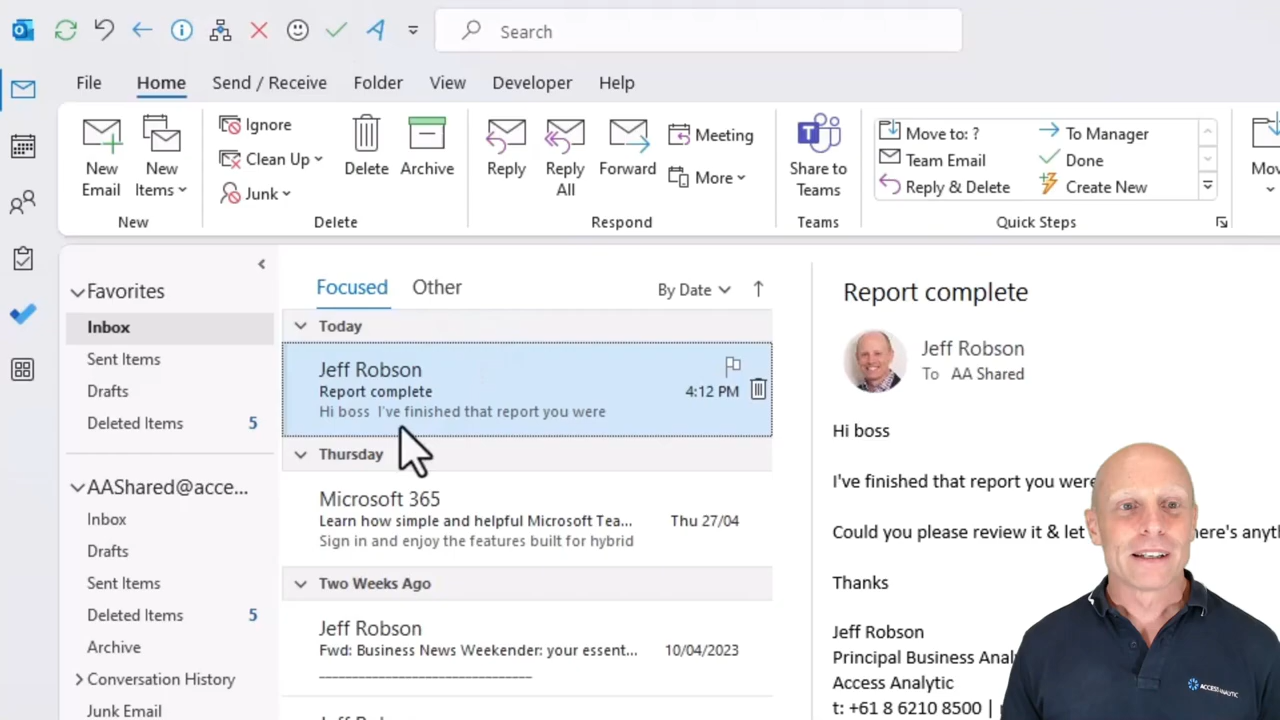 Search
File Home Send / Receive Folder View Developer Help
New Email
New Items
New
Ignore
Clean Up
Junk
Delete
Archive
Delete
Reply
Reply All
Forward
Meeting
More
Respond
Share to Teams
Teams
Move to: ?
Team Email
Reply & Delete
To Manager
Done
Create New
Quick Steps
Favorites
Inbox
Sent Items
Drafts
Deleted Items 5
AAShared@acce...
Inbox
Drafts
Sent Items
Deleted Items 5
Archive
Conversation History
Junk Email
Focused Other By Date
Today
Jeff Robson
Report complete 4:12 PM
Hi boss I've finished that report you were
Thursday
Microsoft 365
Learn how simple and helpful Microsoft Tea... Thu 27/04
Sign in and enjoy the features built for hybrid
Two Weeks Ago
Jeff Robson
Fwd: Business News Weekender: your essent... 10/04/2023
Report complete
Jeff Robson
To AA Shared
Hi boss
I've finished that report you were
Could you please review it & let
Thanks
Jeff Robson
Principal Business
Access Analytic
t: +61 8 6210 8500 |
ACCESS ANALYTIC